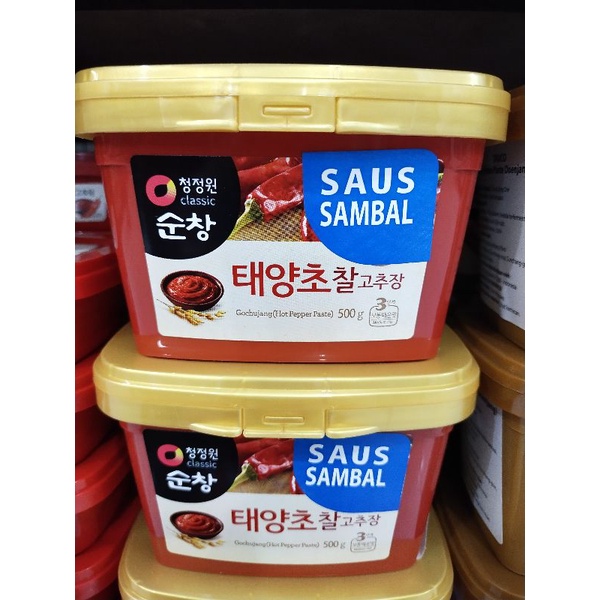 청정원
classic
순창
SAUS
SAMBAL
태양초찰고추장
Gochujang(Hot Pepper Paste) 500 g
청정원
classic
순창
SAUS
SAMBAL
태양초찰고추장
Gochujang(Hot Pepper Paste) 500 g